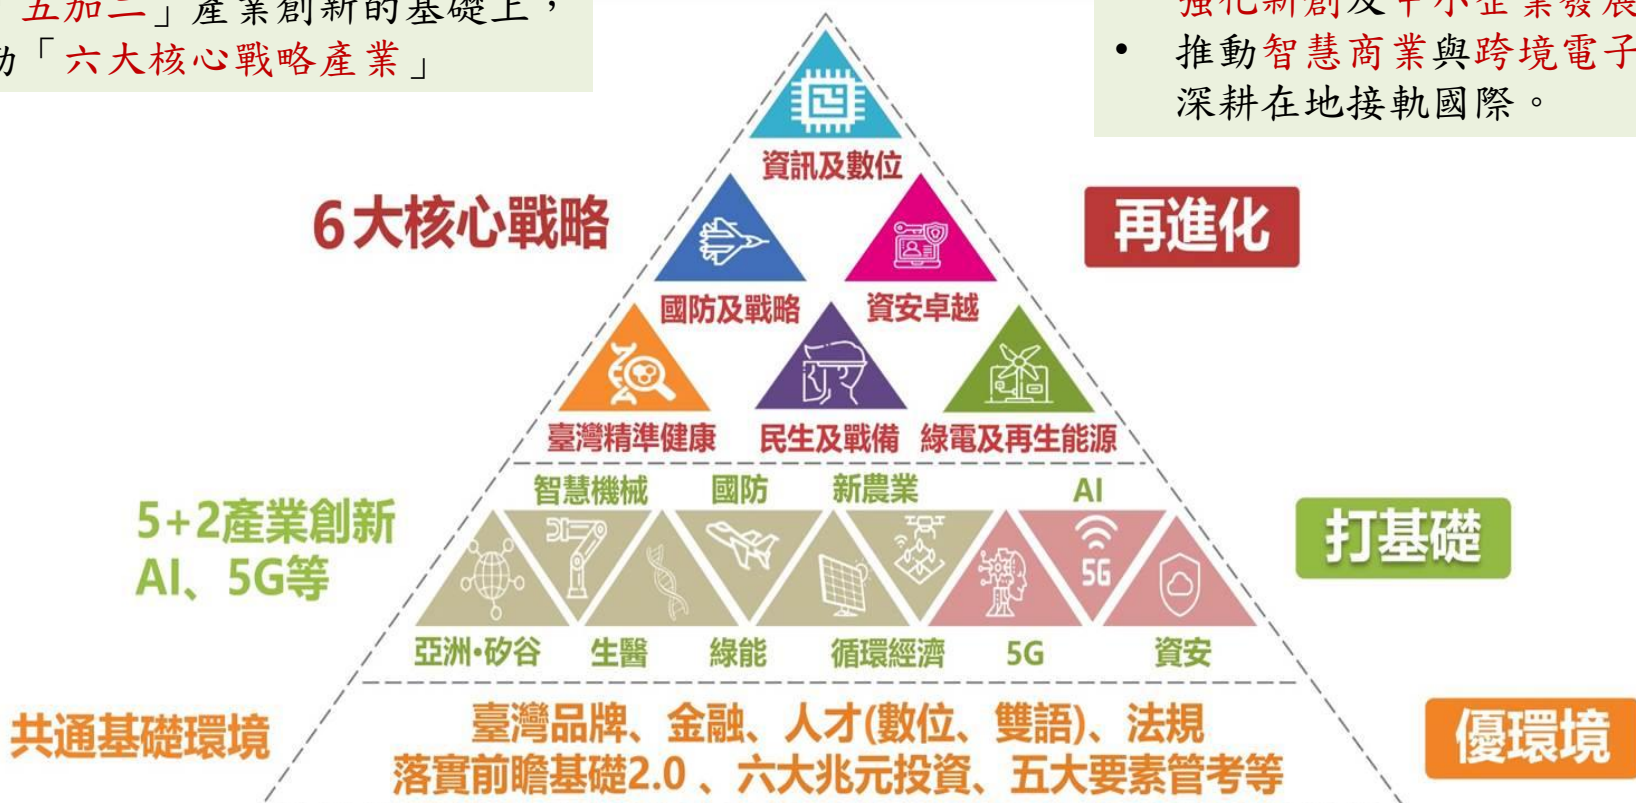 五加二」產業創新的基礎上，
動「六大核心戰略產業」
強化新創及中小企業發展
• 推動智慧商業與跨境電子
深耕在地接軌國際。
資訊及數位
6大核心戰略
再進化
國防及戰略
資安卓越
臺灣精準健康
民生及戰備
綠電及再生能源
智慧機械
國防
新農業
AI
5+2產業創新
AI、5G等
打基礎
5G
亞洲•矽谷
生醫
綠能
循環經濟
5G
資安
共通基礎環境
臺灣品牌、金融、人才(數位、雙語)、法規
落實前瞻基礎2.0 、六大兆元投資、五大要素管考等
優環境